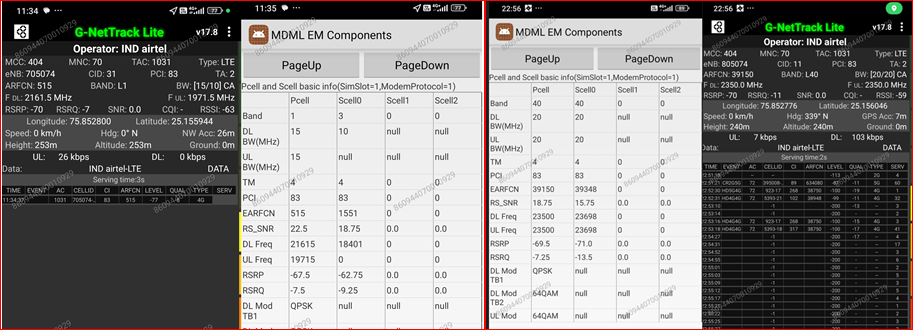 11:34
77
G-NetTrack Lite
v17.8
Operator: IND airtel
MCC: 404 MNC: 70 TAC: 1031 Type: LTE
eNB: 705074 CID: 31 PCI: 83 TA: 2
ARFCN: 515 BAND: L1 BW: [15/10] CA
F DL: 2161.5 MHz F UL: 1971.5 MHz
RSRP: -70 RSRQ: -7 SNR: 0.0 CQI: - RSSI: -63
Longitude: 75.852800 Latitude: 25.155944
Speed: 0 km/h Hdg: 0° N NW Acc: 26m
Height: 253m Altitude: 253m Ground: 0m
UL: 26 kbps DL: 0 kbps
Data: IND airtel-LTE DATA
Serving time:3s
TIME EVENT AC CELLID CI ARFCN LEVEL QUAL TYPE SERV
1031 705074- 83 515 -77 4G
11:35
77
MDML EM Components
PageUp PageDown
Pcell and Scell basic info(SimSlot=1,ModemProtocol=1)
Pcell Scell0 Scell1 Scell2
Band 1 3 0 0
DL BW(MHz) 15 10 null null
UL BW(MHz) 15 null null null
TM 4 4 0 0
PCI 83 83 0 0
EARFCN 515 1551 0 0
RS_SNR 22.5 18.75 0.0 0.0
DL Freq 21615 18401 0 0
UL Freq 19715 0 0 0
RSRP -67.5 -62.75 0.0 0.0
RSRQ -7.5 -9.25 0.0 0.0
DL Mod TB1 QPSK null null null
22:56
MDML EM Components
PageUp PageDown
Pcell and Scell basic info(SimSlot=1,ModemProtocol=1)
Pcell Scell0 Scell1 Scell2
Band 40 40 0 0
DL BW(MHz) 20 20 null null
UL BW(MHz) 20 20 null null
TM 4 4 0 0
PCI 83 83 0 0
EARFCN 39150 39348 0 0
RS_SNR 18.75 15.75 0.0 0.0
DL Freq 23500 23698 0 0
UL Freq 23500 23698 0 0
RSRP -69.5 -71.0 0.0 0.0
RSRQ -7.25 -13.5 0.0 0.0
DL Mod TB1 QPSK null null null
DL Mod TB2 64QAM null null null
UL Mod 64QAM null null null
22:56
G-NetTrack Lite
v17.8
Operator: IND airtel
MCC: 404 MNC: 70 TAC: 1031 Type: LTE
eNB: 805074 CID: 11 PCI: 83 TA: 2
ARFCN: 39150 BAND: L40 BW: [20/20] CA
F DL: 2350.0 MHz F UL: 2350.0 MHz
RSRP: -70 RSRQ: -11 SNR: 0.0 CQI: - RSSI: -59
Longitude: 75.852776 Latitude: 25.156046
Speed: 0 km/h Hdg: 339° N GPS Acc: 7m
Height: 240m Altitude: 240m Ground: 0m
UL: 7 kbps DL: 103 kbps
Data: IND airtel-LTE DATA
Serving time:2s
TIME EVENT AC CELLID CI ARFCN LEVEL QUAL TYPE SERV
860944070010929